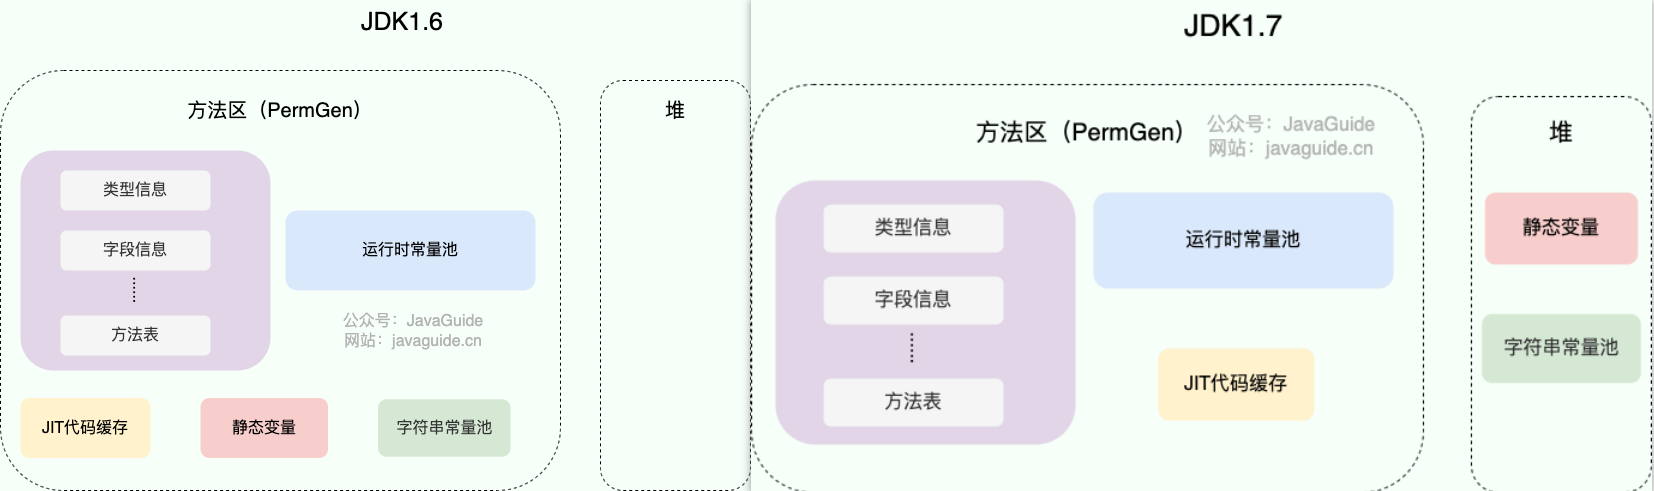 JDK1.6
方法区（PermGen）
堆
类型信息
字段信息
方法表
运行时常量池
公众号：JavaGuide
网站：javaguide.cn
JIT代码缓存
静态变量
字符串常量池
JDK1.7
方法区（PermGen）
公众号：JavaGuide
网站：javaguide.cn
堆
类型信息
字段信息
方法表
运行时常量池
JIT代码缓存
静态变量
字符串常量池